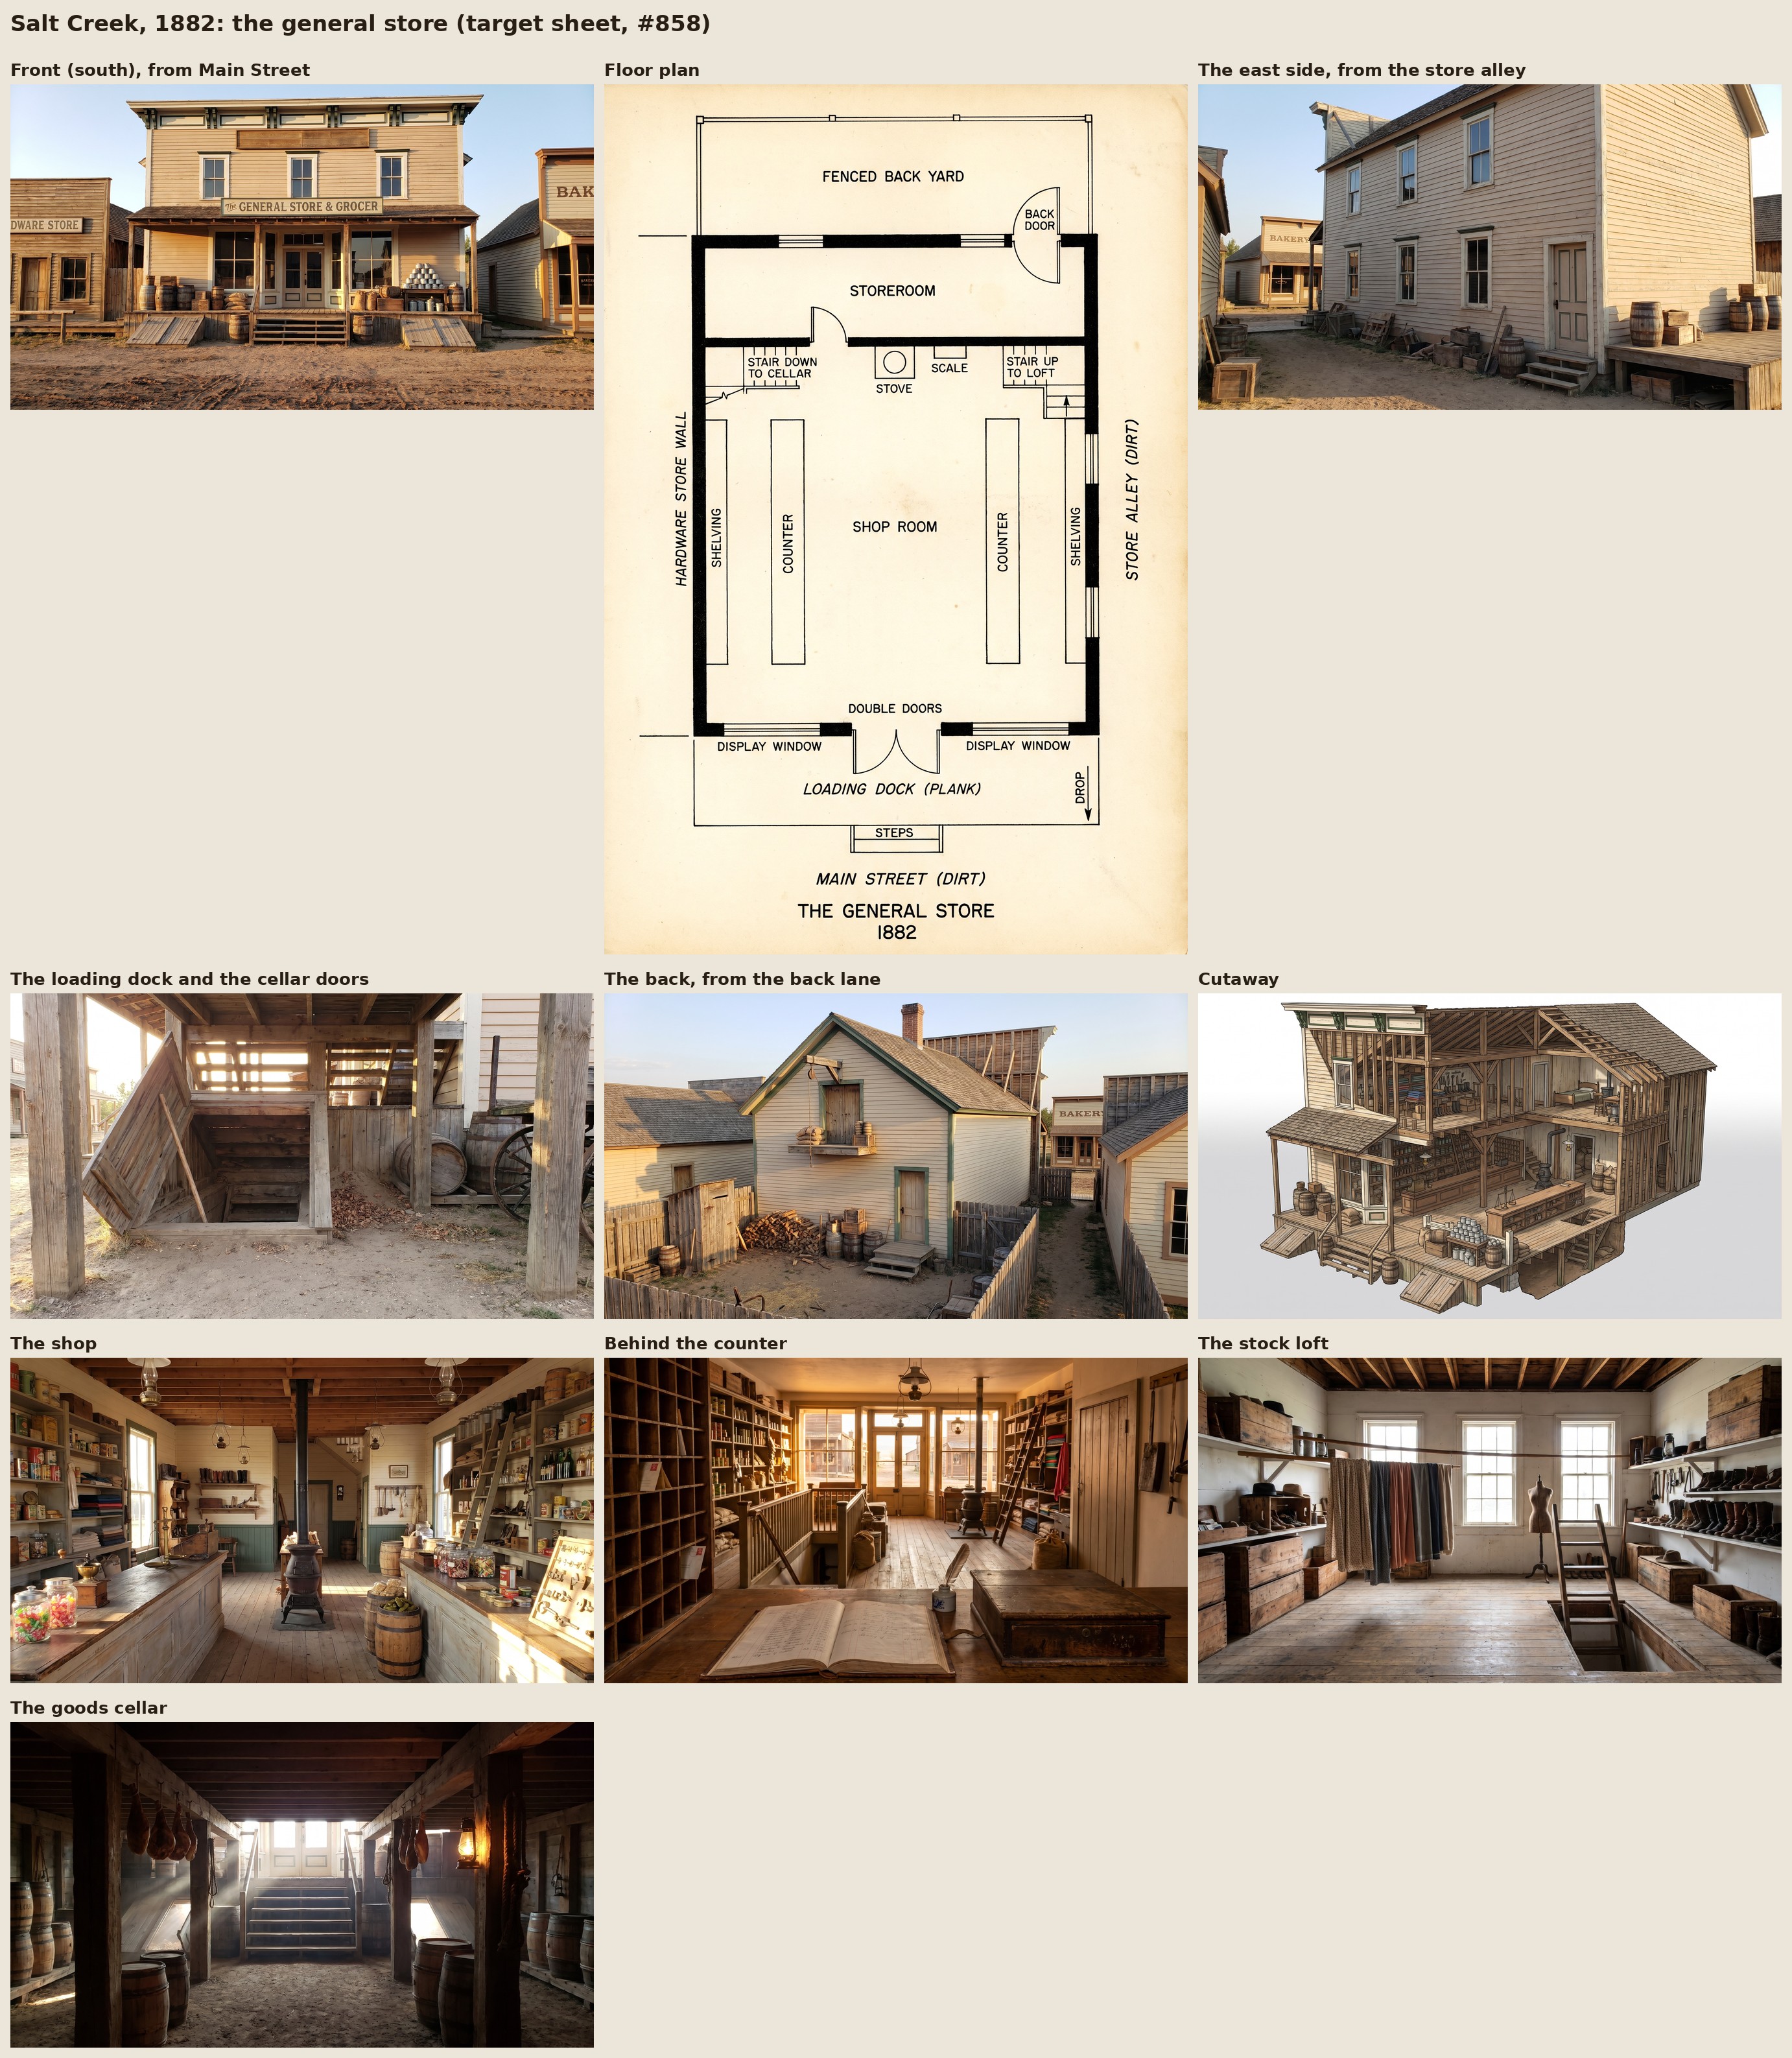 Salt Creek, 1882: the general store (target sheet, #858)
Front (south), from Main Street
Floor plan
The east side, from the store alley
DWARE STORE
The GENERAL STORE & GROCER
BAK
FENCED BACK YARD
BACK
DOOR
STOREROOM
STAIR DOWN
TO CELLAR
STOVE
SCALE
STAIR UP
TO LOFT
HARDWARE STORE WALL
SHELVING
COUNTER
SHOP ROOM
COUNTER
SHELVING
STORE ALLEY (DIRT)
DOUBLE DOORS
DISPLAY WINDOW
DISPLAY WINDOW
LOADING DOCK (PLANK)
DROP
STEPS
MAIN STREET (DIRT)
THE GENERAL STORE
1882
BAKERY
The loading dock and the cellar doors
The back, from the back lane
Cutaway
BAKERY
The shop
Behind the counter
The stock loft
The goods cellar